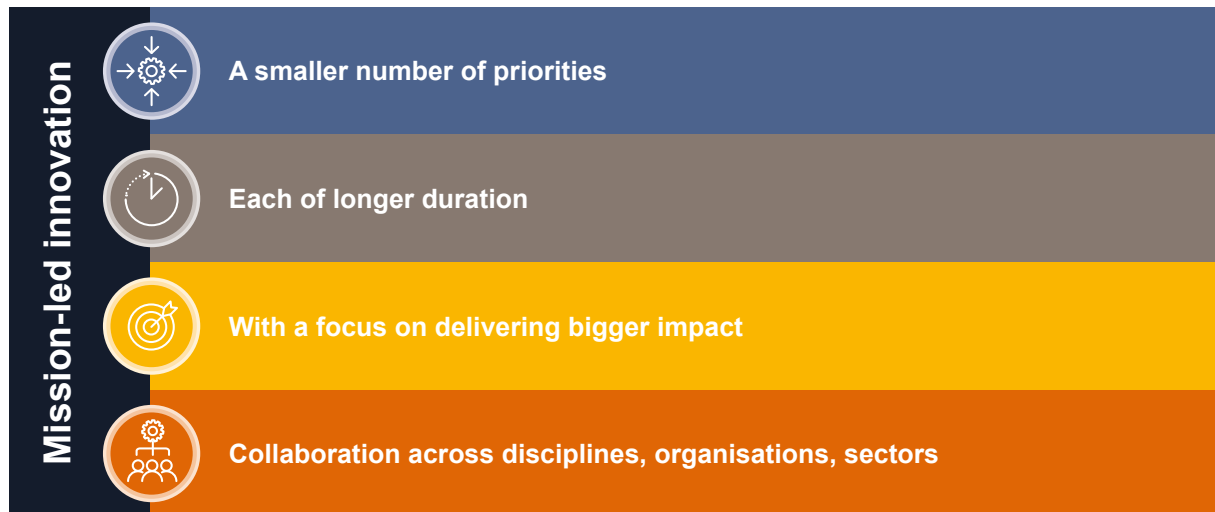 Mission-led innovation
A smaller number of priorities
Each of longer duration
With a focus on delivering bigger impact
Collaboration across disciplines, organisations, sectors